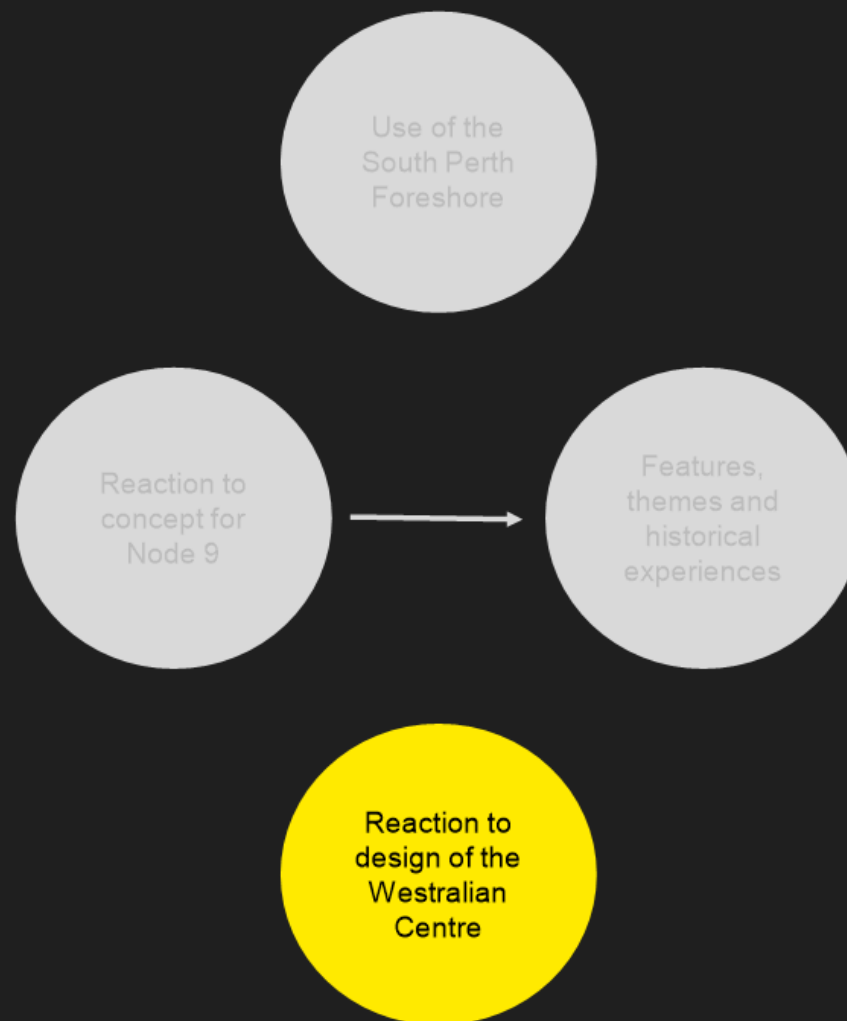 Use of the
South Perth
Foreshore
Reaction to
concept for
Node 9
Features,
themes and
historical
experiences
Reaction to
design of the
Westralian
Centre